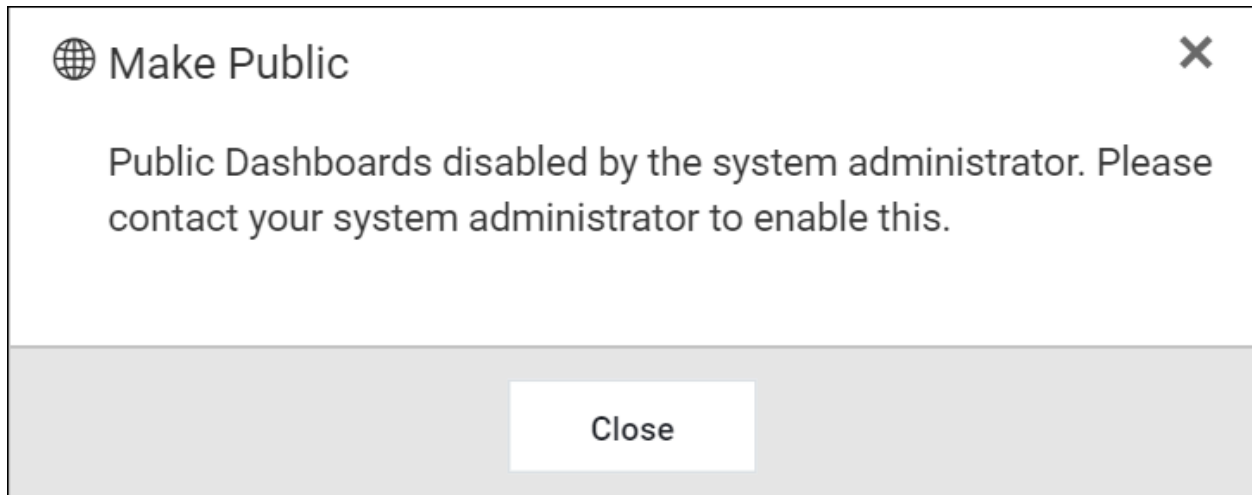 Make Public
Public Dashboards disabled by the system administrator. Please
contact your system administrator to enable this.
Close